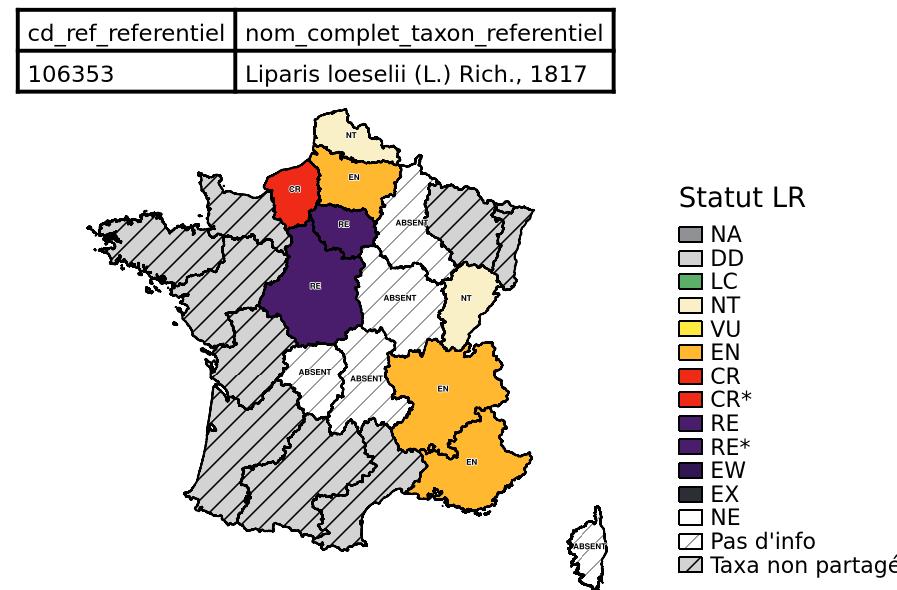 cd_ref_referentiel nom_complet_taxon_referentiel
106353 Liparis loeselii (L.) Rich., 1817
NT
EN
CR
RE
ABSENT
RE
ABSENT
NT
ABSENT
ABSENT
EN
EN
ABSENT
Statut LR
NA
DD
LC
NT
VU
EN
CR
CR*
RE
RE*
EW
EX
NE
Pas d'info
Taxa non partagé